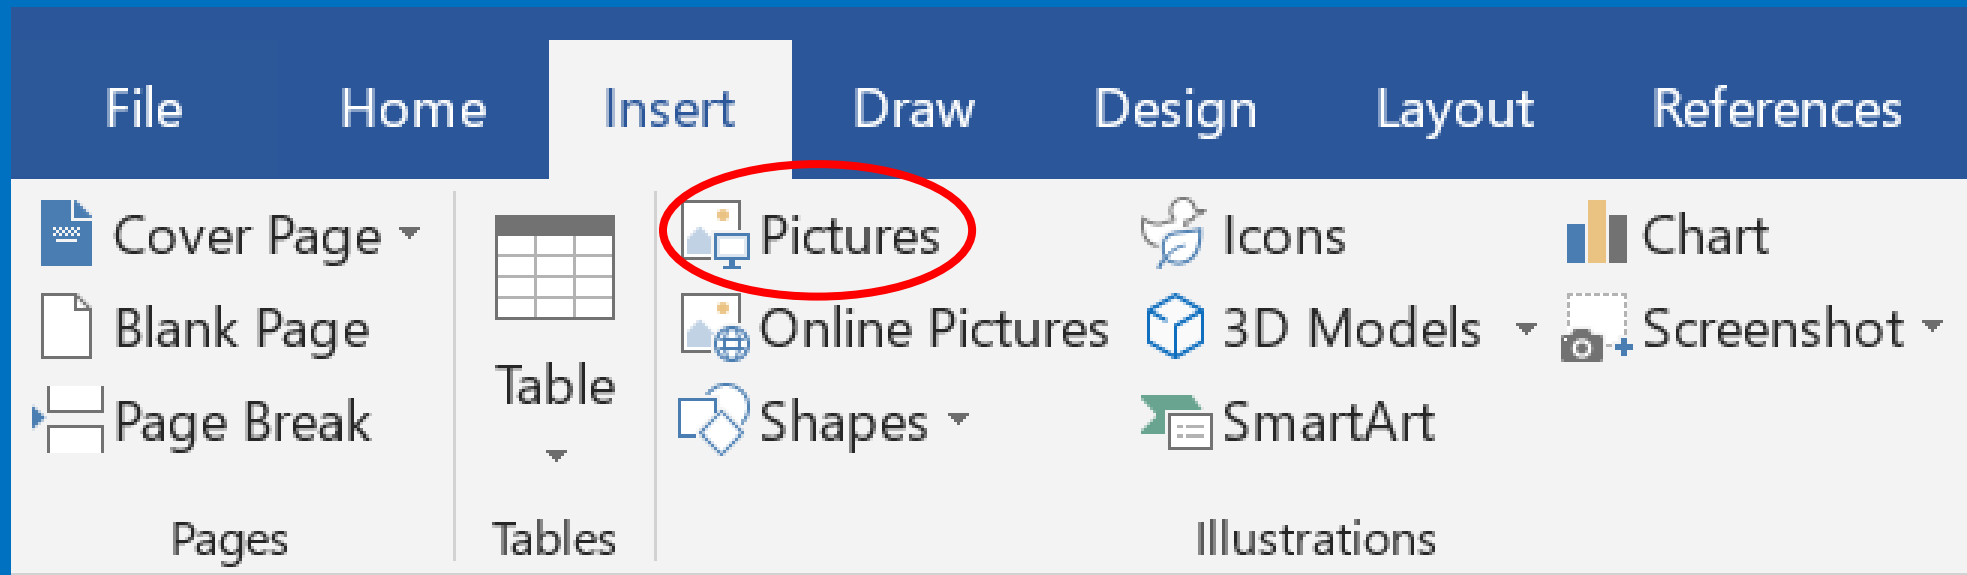 File Home Insert Draw Design Layout References
Cover Page
Blank Page
Page Break
Pages
Table
Tables
Pictures
Online Pictures
Shapes
Icons
3D Models
SmartArt
Chart
Screenshot
Illustrations